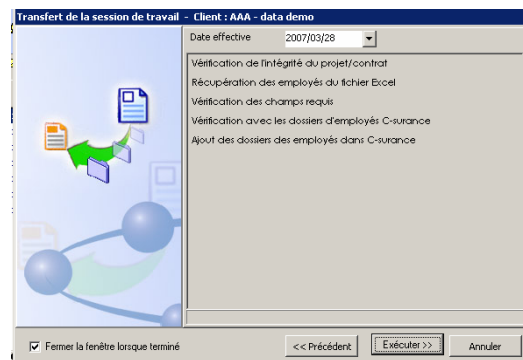 Transfert de la session de travail - Client : AAA - data demo
Date effective 2007/03/28
Vérification de l'intégrité du projet/contrat
Récupération des employés du fichier Excel
Vérification des champs requis
Vérification avec les dossiers d'employés C-surance
Ajout des dossiers des employés dans C-surance
Fermer la fenêtre lorsque terminé
<< Précédent Exécuter >> Annuler